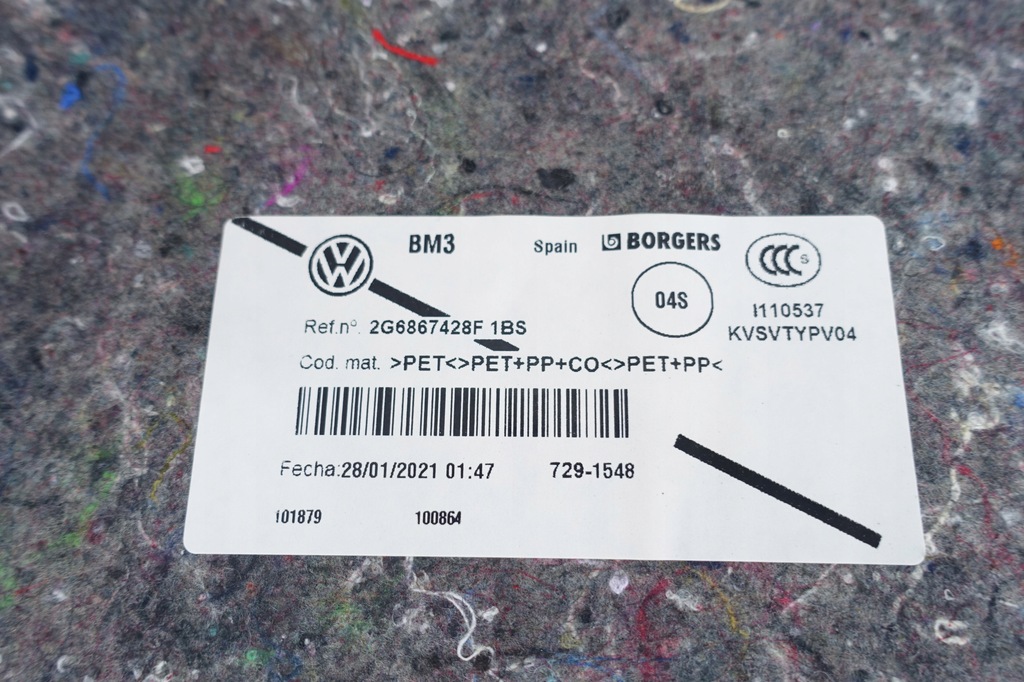 BM3
Spain BORGERS
CCC S
04S
I110537
KVSVTYPV04
Ref.nº. 2G6867428F 1BS
Cod. mat. >PET<>PET+PP+CO<>PET+PP<
Fecha:28/01/2021 01:47 729-1548
101879 100864